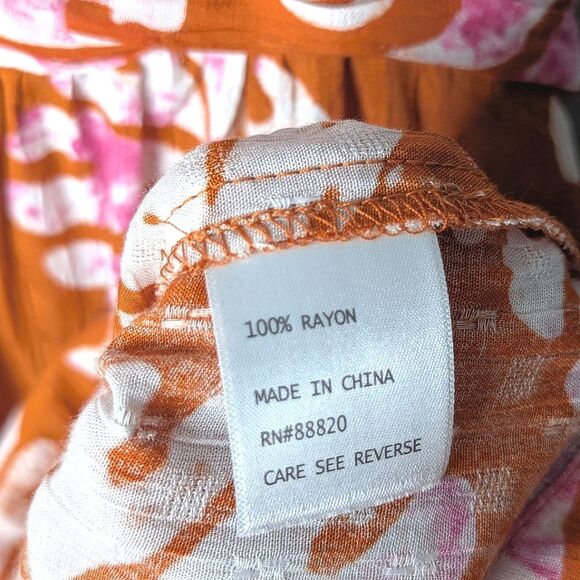 100% RAYON
MADE IN CHINA
RN#88820
CARE SEE REVERSE